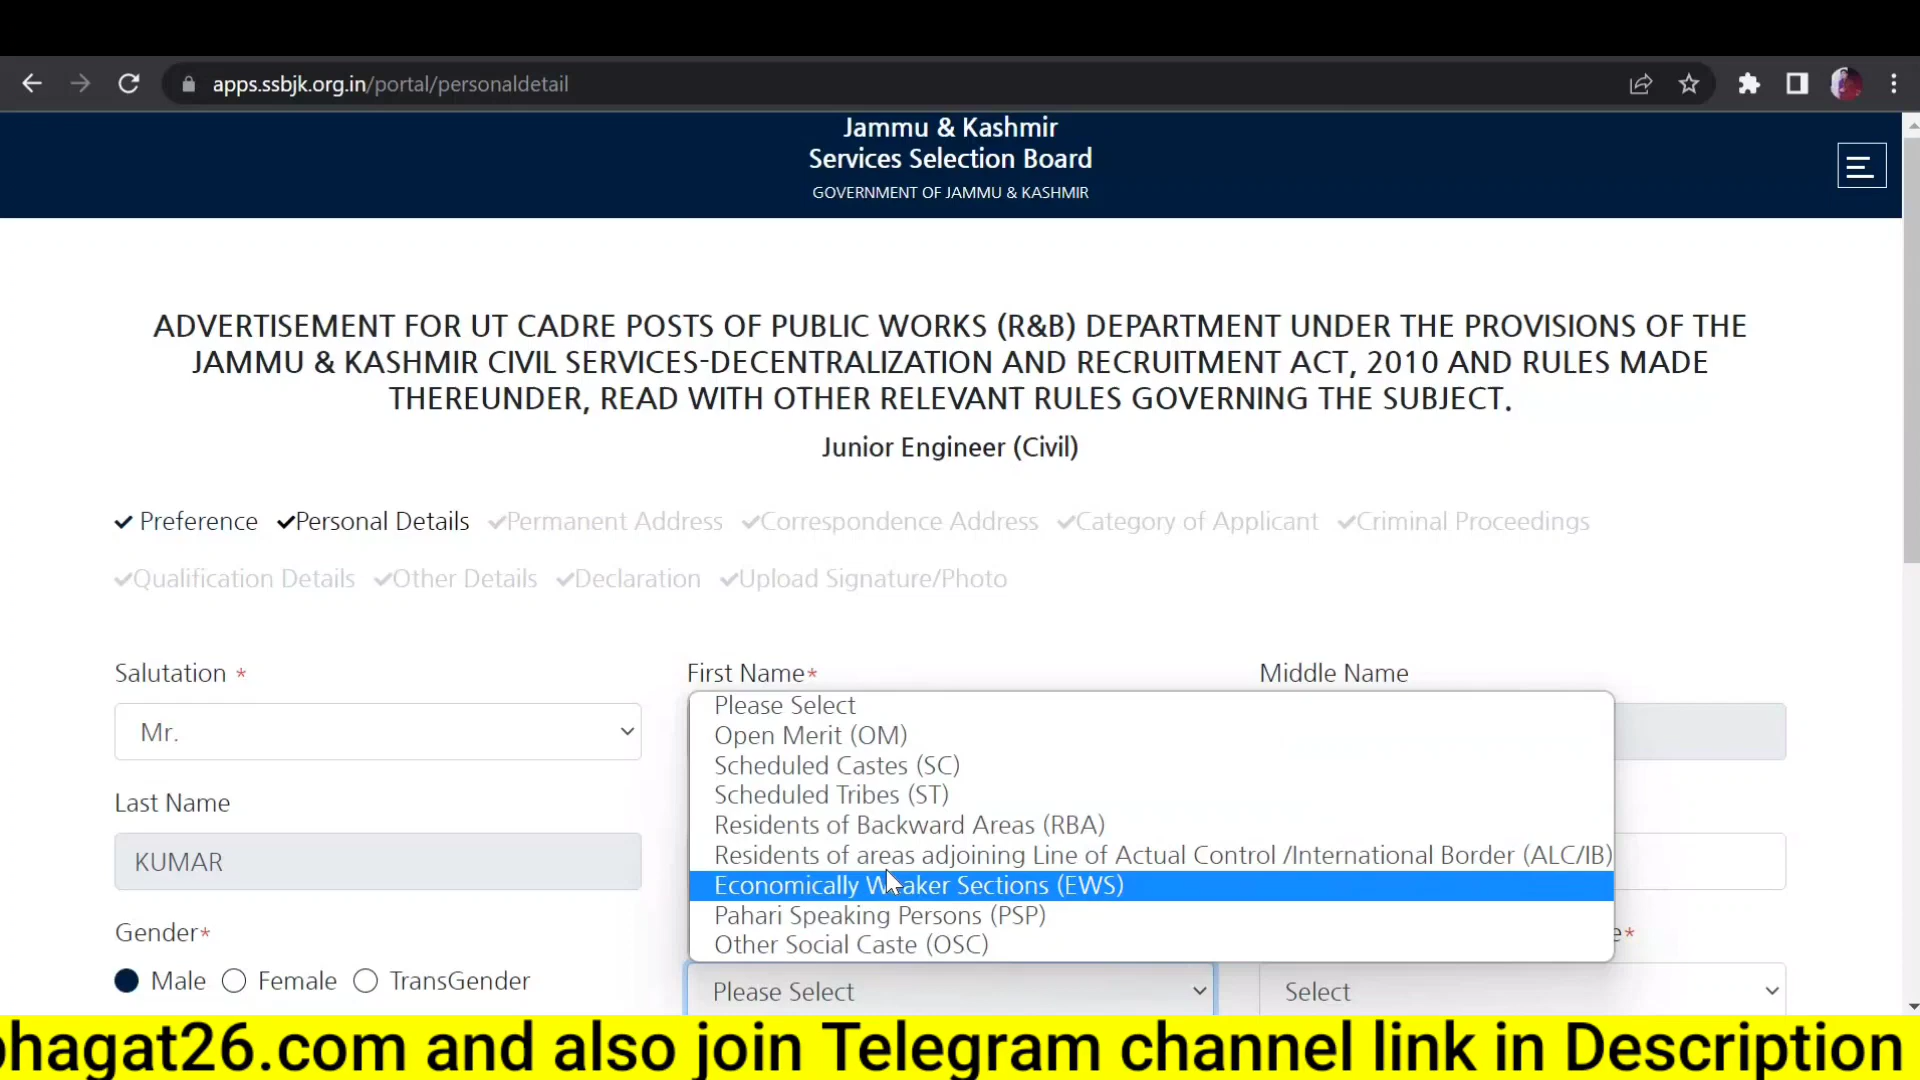 apps.ssbjk.org.in/portal/personaldetail
Jammu & Kashmir
Services Selection Board
GOVERNMENT OF JAMMU & KASHMIR
ADVERTISEMENT FOR UT CADRE POSTS OF PUBLIC WORKS (R&B) DEPARTMENT UNDER THE PROVISIONS OF THE
JAMMU & KASHMIR CIVIL SERVICES-DECENTRALIZATION AND RECRUITMENT ACT, 2010 AND RULES MADE
THEREUNDER, READ WITH OTHER RELEVANT RULES GOVERNING THE SUBJECT.
Junior Engineer (Civil)
Preference Personal Details Permanent Address Correspondence Address Category of Applicant Criminal Proceedings
Qualification Details Other Details Declaration Upload Signature/Photo
Salutation * First Name* Middle Name
Mr.
Please Select
Open Merit (OM)
Scheduled Castes (SC)
Scheduled Tribes (ST)
Residents of Backward Areas (RBA)
Residents of areas adjoining Line of Actual Control /International Border (ALC/IB)
Economically Weaker Sections (EWS)
Pahari Speaking Persons (PSP)
Other Social Caste (OSC)
Last Name
KUMAR
Gender* e*
Male Female TransGender
Please Select Select
bhagat26.com and also join Telegram channel link in Description